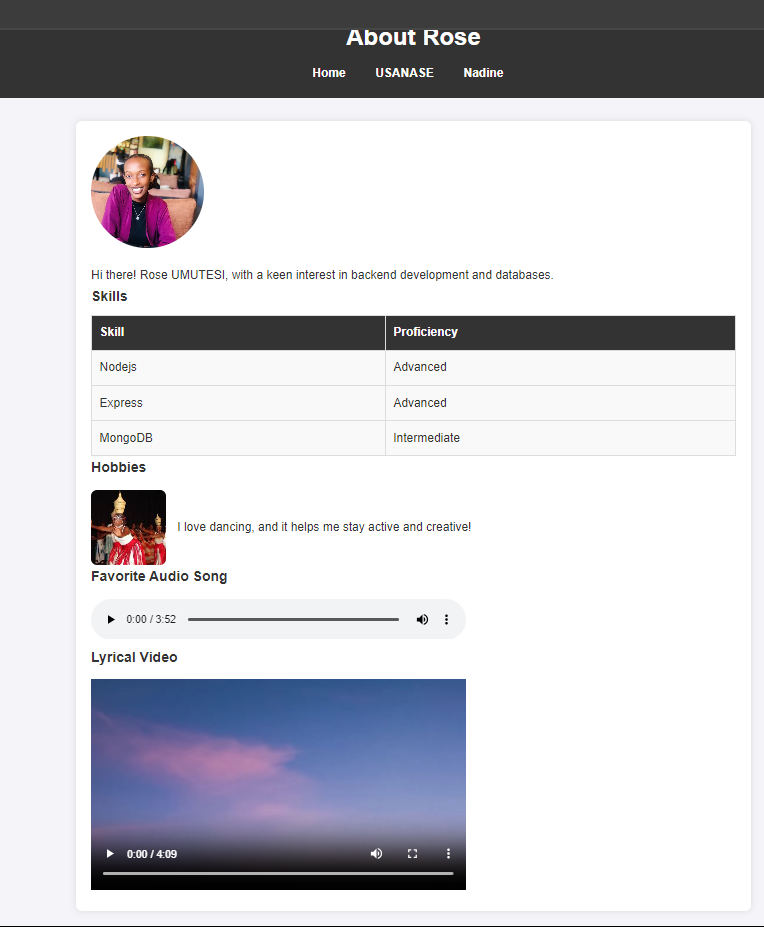 About Rose
Home USANASE Nadine
Hi there! Rose UMUTESI, with a keen interest in backend development and databases.
Skills
Skill Proficiency
Nodejs Advanced
Express Advanced
MongoDB Intermediate
Hobbies
I love dancing, and it helps me stay active and creative!
Favorite Audio Song
0:00 / 3:52
Lyrical Video
0:00 / 4:09